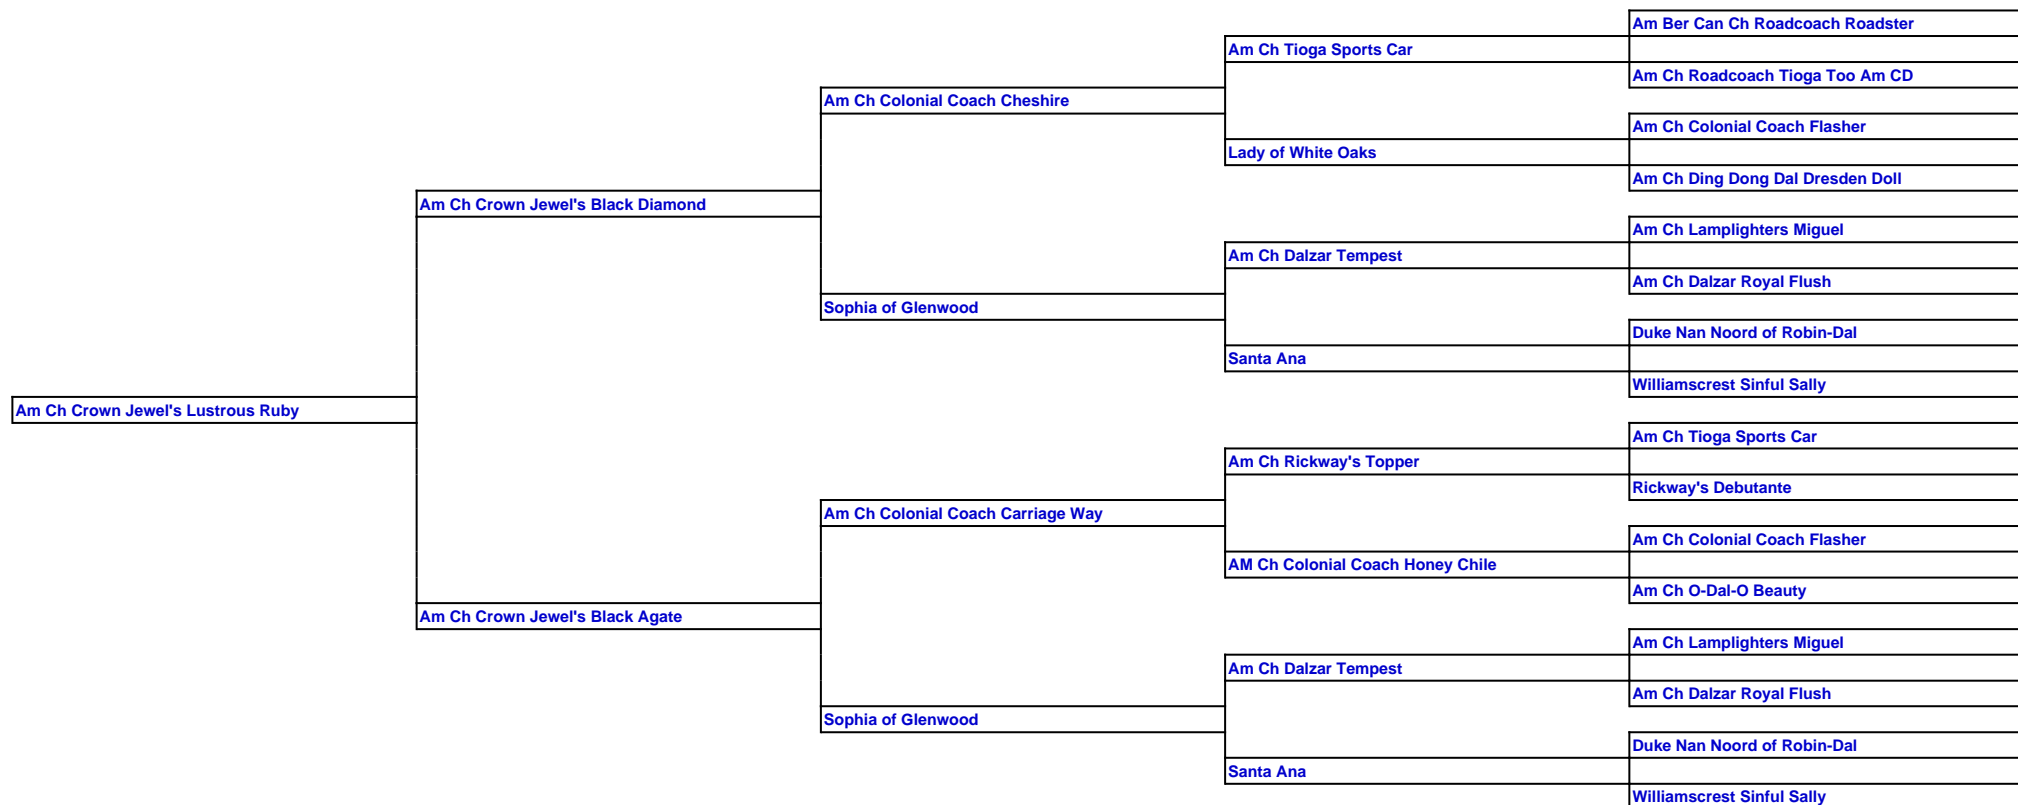 Am Ber Can Ch Roadcoach Roadster
Am Ch Tioga Sports Car
Am Ch Roadcoach Tioga Too Am CD
Am Ch Colonial Coach Cheshire
Am Ch Colonial Coach Flasher
Lady of White Oaks
Am Ch Ding Dong Dal Dresden Doll
Am Ch Crown Jewel's Black Diamond
Am Ch Lamplighters Miguel
Am Ch Dalzar Tempest
Am Ch Dalzar Royal Flush
Sophia of Glenwood
Duke Nan Noord of Robin-Dal
Santa Ana
Williamscrest Sinful Sally
Am Ch Crown Jewel's Lustrous Ruby
Am Ch Tioga Sports Car
Am Ch Rickway's Topper
Rickway's Debutante
Am Ch Colonial Coach Carriage Way
Am Ch Colonial Coach Flasher
AM Ch Colonial Coach Honey Chile
Am Ch O-Dal-O Beauty
Am Ch Crown Jewel's Black Agate
Am Ch Lamplighters Miguel
Am Ch Dalzar Tempest
Am Ch Dalzar Royal Flush
Sophia of Glenwood
Duke Nan Noord of Robin-Dal
Santa Ana
Williamscrest Sinful Sally